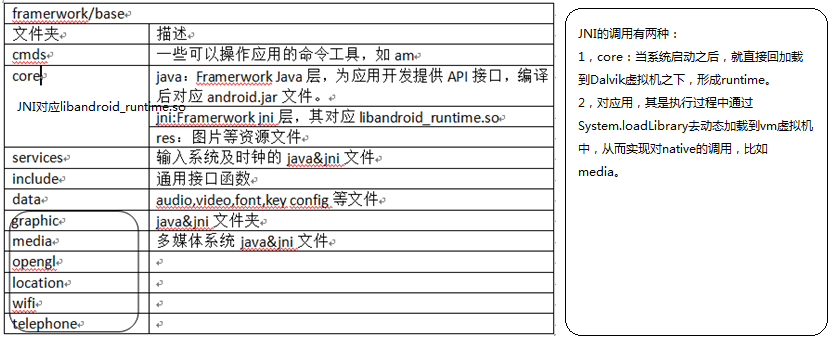 framerwork/base
文件夹 描述
cmds 一些可以操作应用的命令工具，如 am
core java：Framerwork Java 层，为应用开发提供 API 接口，编译
后对应 android.jar 文件。
JNI对应libandroid_runtime.so
jni:Framerwork jni 层，其对应 libandroid_runtime.so
res：图片等资源文件
services 输入系统及时钟的 java&jni 文件
include 通用接口函数
data audio,video,font,key config 等文件
graphic java&jni 文件夹
media 多媒体系统 java&jni 文件
opengl
location
wifi
telephone
JNI的调用有两种：
1，core：当系统启动之后，就直接回加载
到Dalvik虚拟机之下，形成runtime。
2，对应用，其是执行过程中通过
System.loadLibrary去动态加载到vm虚拟机
中，从而实现对native的调用，比如
media。